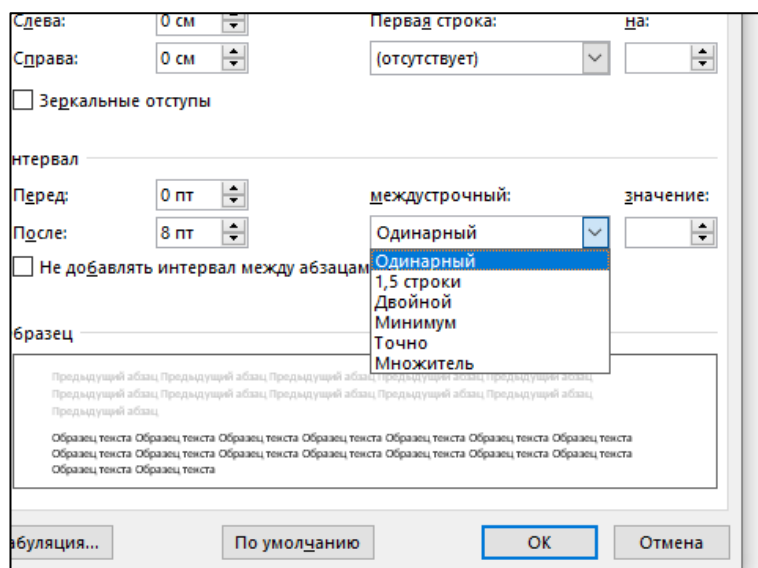 Слева: 0 см Первая строка: на:
Справа: 0 см (отсутствует)
Зеркальные отступы
нтервал
Перед: 0 пт междустрочный: значение:
После: 8 пт Одинарный
Не добавлять интервал между абзацам
Одинарный
1,5 строки
Двойной
Минимум
Точно
Множитель
бразец
Предыдущий абзац Предыдущий абзац Предыдущий абзац Предыдущий абзац Предыдущий абзац Предыдущий абзац
Предыдущий абзац Предыдущий абзац Предыдущий абзац Предыдущий абзац Предыдущий абзац
Предыдущий абзац
Образец текста Образец текста Образец текста Образец текста Образец текста Образец текста Образец текста
Образец текста Образец текста Образец текста Образец текста Образец текста Образец текста Образец текста
Образец текста Образец текста
абуляция... По умолчанию ОК Отмена